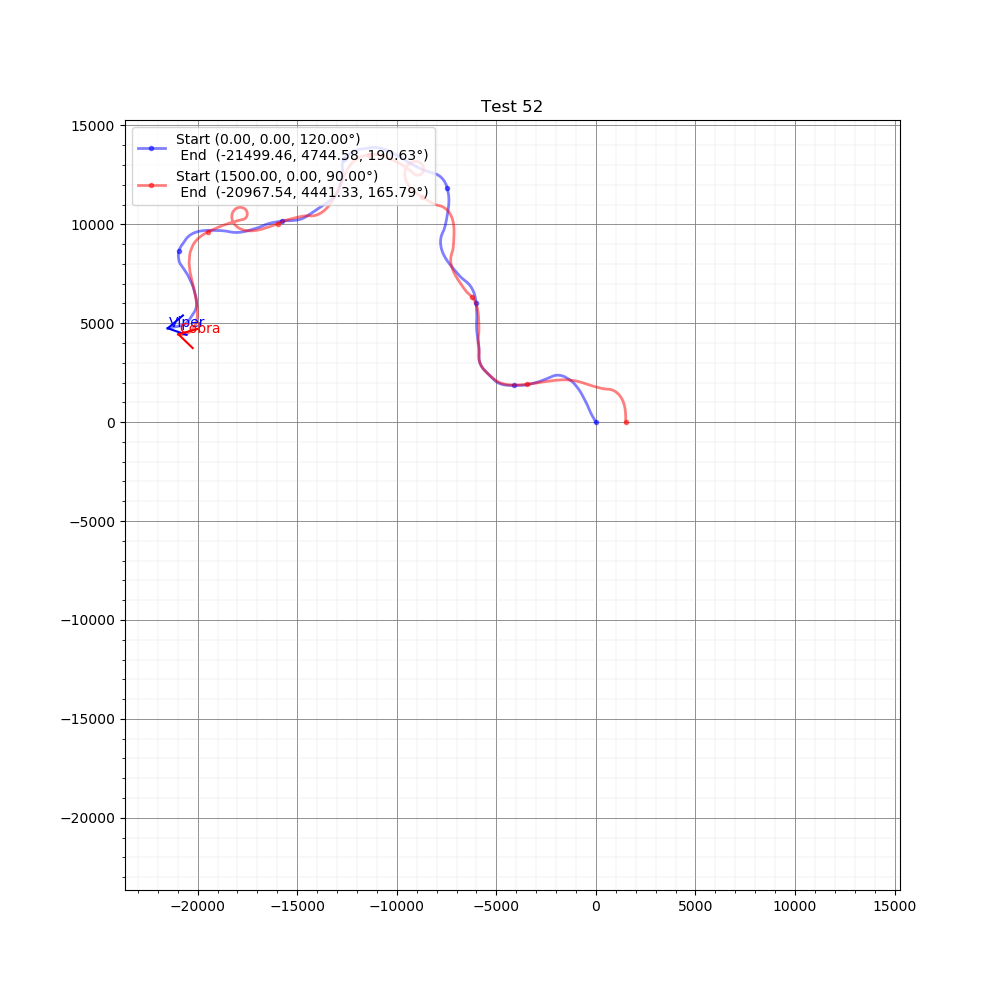 Test 52
Start (0.00, 0.00, 120.00°)
End (-21499.46, 4744.58, 190.63°)
Start (1500.00, 0.00, 90.00°)
End (-20967.54, 4441.33, 165.79°)
15000
10000
5000
0
−5000
−10000
−15000
−20000
Viper
Cobra
−20000 −15000 −10000 −5000 0 5000 10000 15000